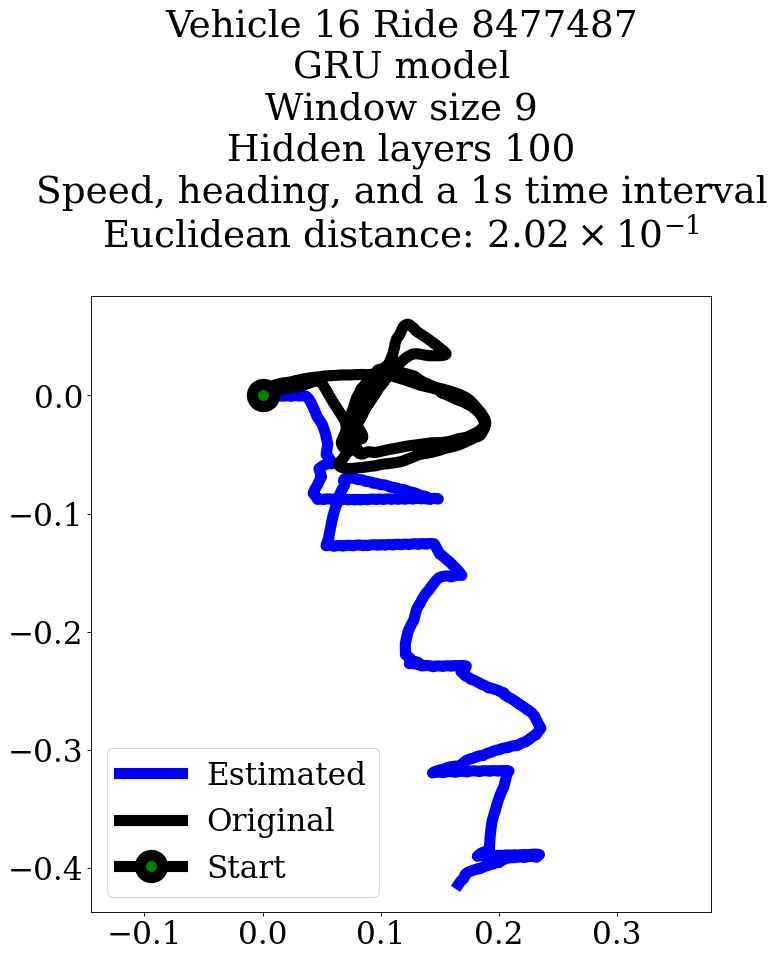 Vehicle 16 Ride 8477487
GRU model
Window size 9
Hidden layers 100
Speed, heading, and a 1s time interval
Euclidean distance: 2.02 × 10⁻¹
0.0
−0.1
−0.2
−0.3
−0.4
Estimated
Original
Start
−0.1 0.0 0.1 0.2 0.3